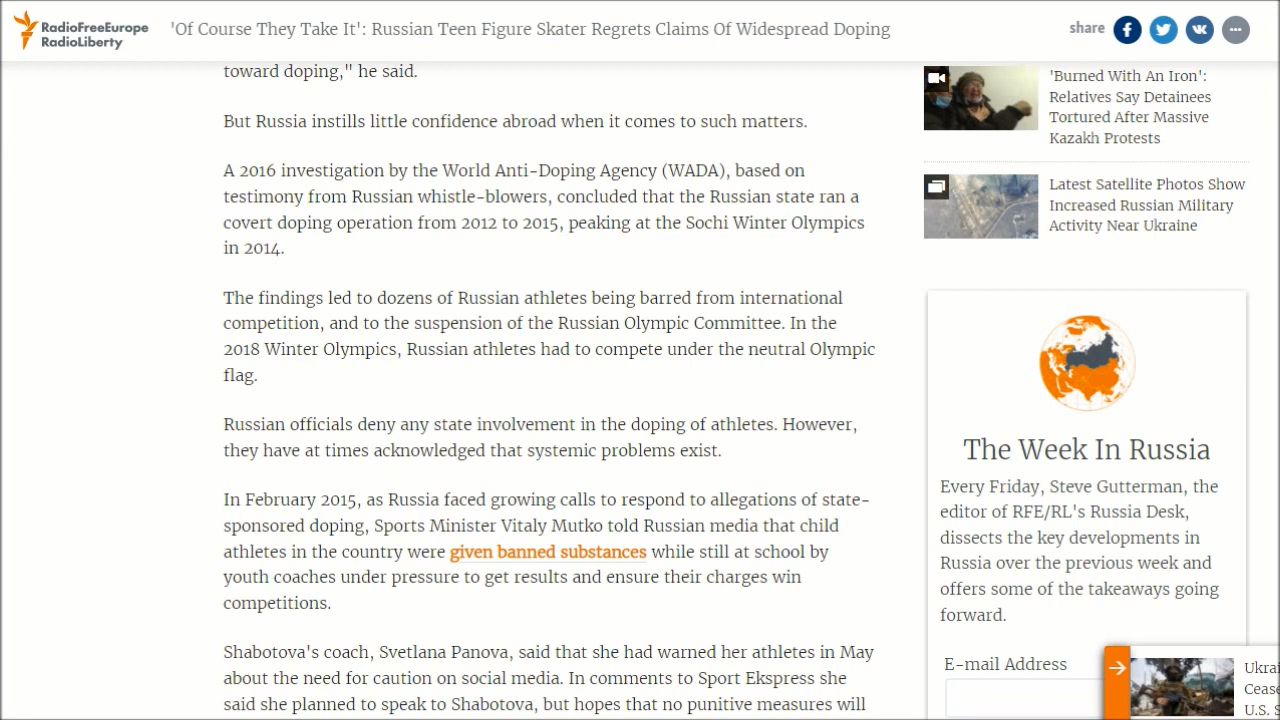 RadioFreeEurope
RadioLiberty
'Of Course They Take It': Russian Teen Figure Skater Regrets Claims Of Widespread Doping
share
toward doping," he said.
But Russia instills little confidence abroad when it comes to such matters.
A 2016 investigation by the World Anti-Doping Agency (WADA), based on
testimony from Russian whistle-blowers, concluded that the Russian state ran a
covert doping operation from 2012 to 2015, peaking at the Sochi Winter Olympics
in 2014.
The findings led to dozens of Russian athletes being barred from international
competition, and to the suspension of the Russian Olympic Committee. In the
2018 Winter Olympics, Russian athletes had to compete under the neutral Olympic
flag.
Russian officials deny any state involvement in the doping of athletes. However,
they have at times acknowledged that systemic problems exist.
In February 2015, as Russia faced growing calls to respond to allegations of state-
sponsored doping, Sports Minister Vitaly Mutko told Russian media that child
athletes in the country were given banned substances while still at school by
youth coaches under pressure to get results and ensure their charges win
competitions.
Shabotova's coach, Svetlana Panova, said that she had warned her athletes in May
about the need for caution on social media. In comments to Sport Ekspress she
said she planned to speak to Shabotova, but hopes that no punitive measures will
'Burned With An Iron':
Relatives Say Detainees
Tortured After Massive
Kazakh Protests
Latest Satellite Photos Show
Increased Russian Military
Activity Near Ukraine
The Week In Russia
Every Friday, Steve Gutterman, the
editor of RFE/RL's Russia Desk,
dissects the key developments in
Russia over the previous week and
offers some of the takeaways going
forward.
E-mail Address
Ukrai
Cease
U.S. S